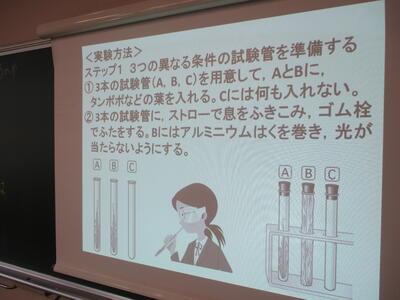 ＜実験方法＞
ステップ1 3つの異なる条件の試験管を準備する
①3本の試験管(A, B, C)を用意して，AとBに，
タンポポなどの葉を入れる。Cには何も入れない。
②3本の試験管に，ストローで息をふきこみ，ゴム栓
でふたをする。Bにはアルミニウムはくを巻き，光が
当たらないようにする。
A B C
A B C